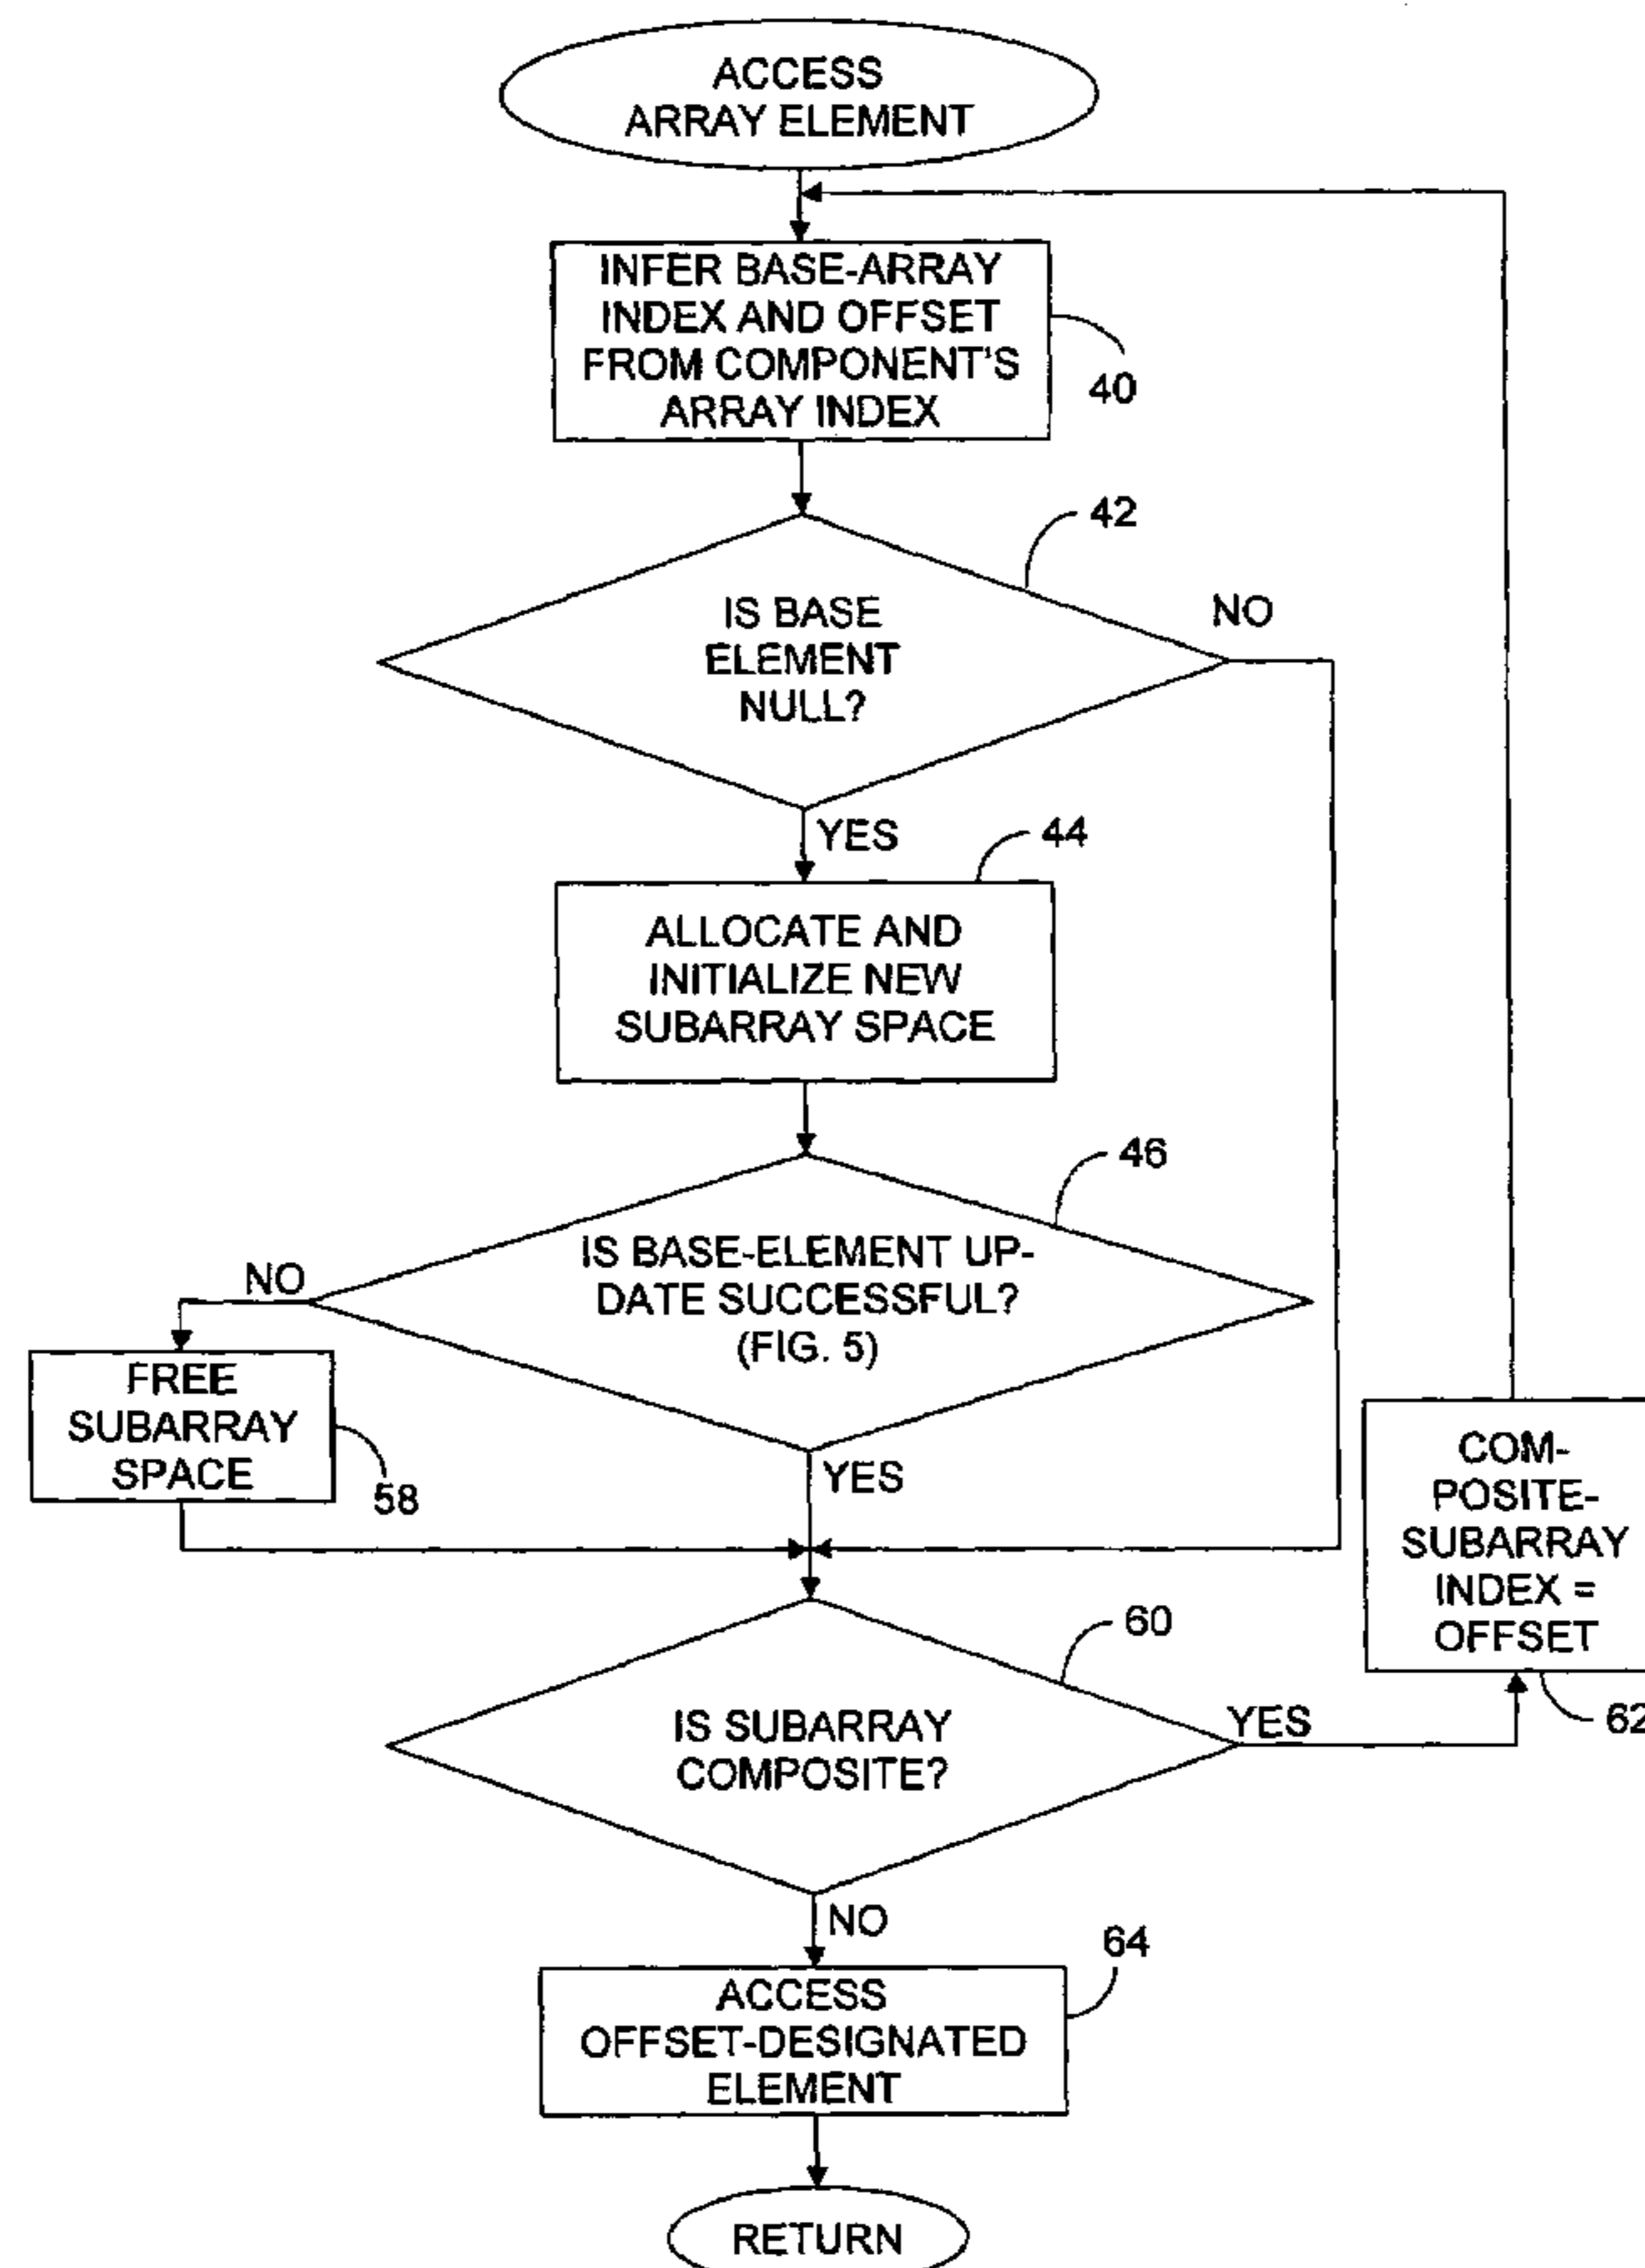 ACCESS
ARRAY ELEMENT
INFER BASE-ARRAY
INDEX AND OFFSET
FROM COMPONENT'S
ARRAY INDEX
40
42
IS BASE
ELEMENT
NULL?
NO
YES
44
ALLOCATE AND
INITIALIZE NEW
SUBARRAY SPACE
46
IS BASE-ELEMENT UP-
DATE SUCCESSFUL?
(FIG. 5)
NO
FREE
SUBARRAY
SPACE
58
YES
COM-
POSITE-
SUBARRAY
INDEX =
OFFSET
62
60
IS SUBARRAY
COMPOSITE?
YES
NO
64
ACCESS
OFFSET-DESIGNATED
ELEMENT
RETURN